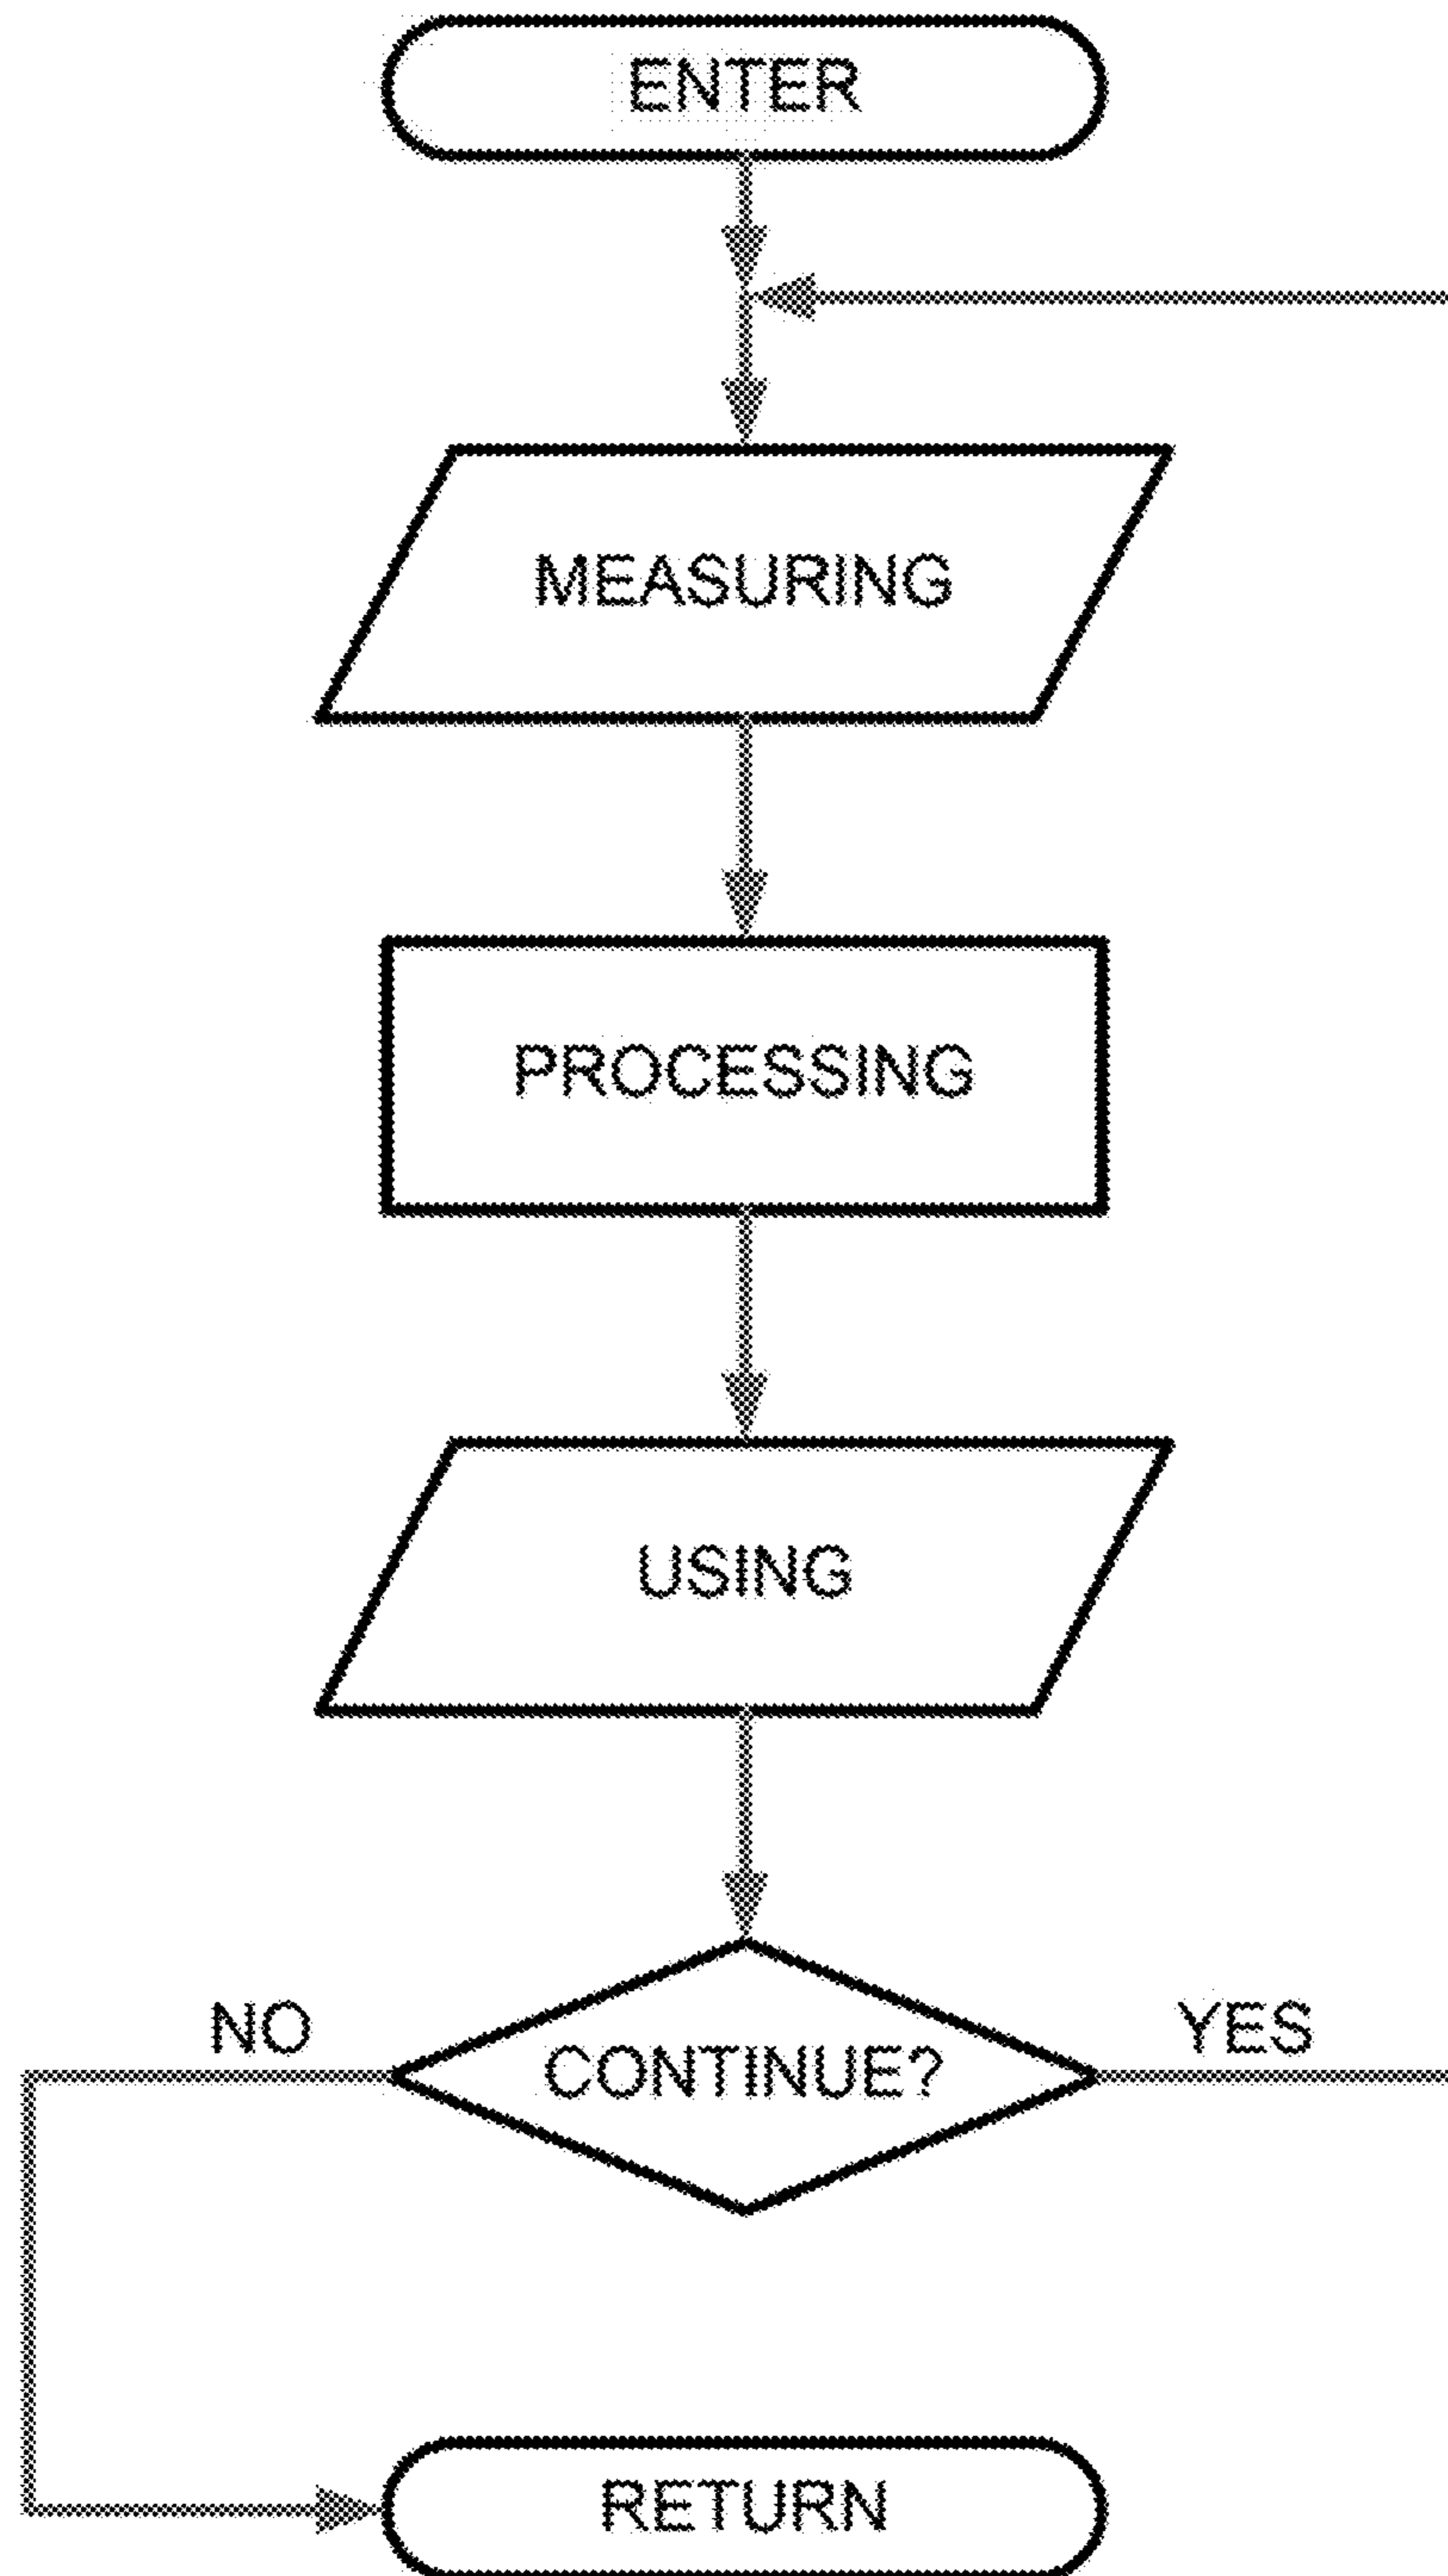 ENTER
MEASURING
PROCESSING
USING
NO
YES
CONTINUE?
RETURN